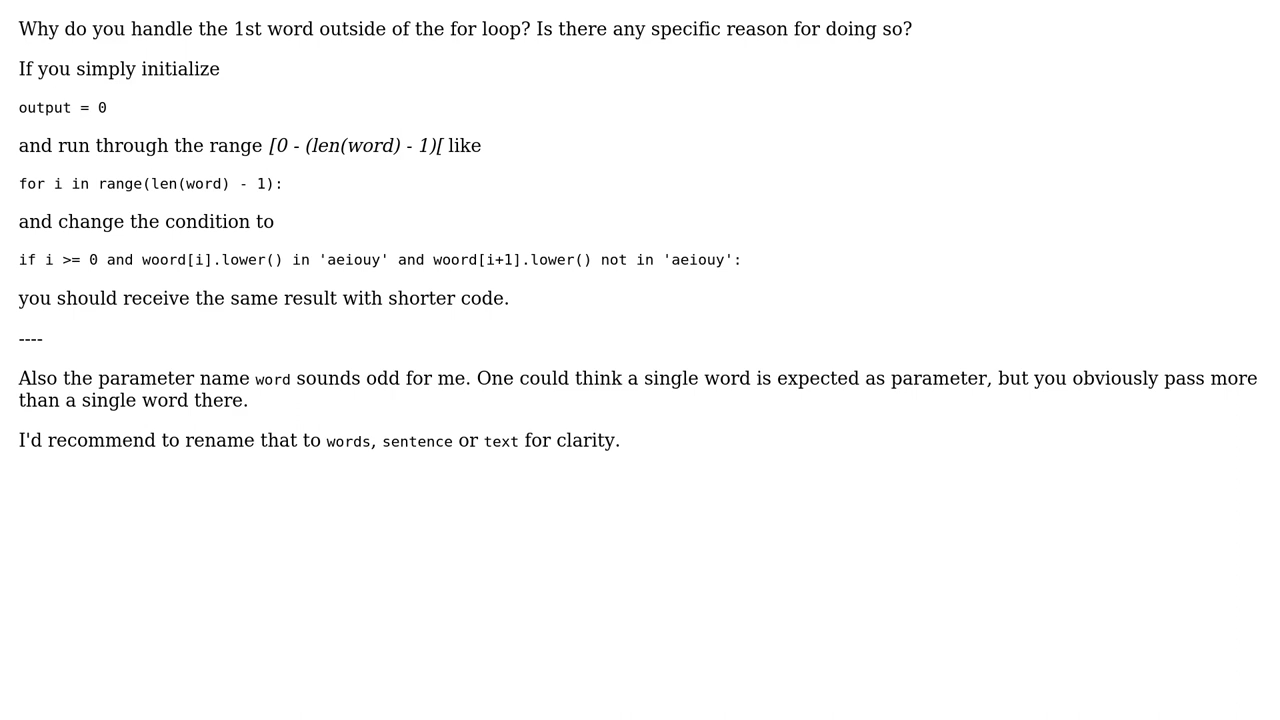 Why do you handle the 1st word outside of the for loop? Is there any specific reason for doing so?
If you simply initialize
output = 0
and run through the range [0 - (len(word) - 1)[ like
for i in range(len(word) - 1):
and change the condition to
if i >= 0 and woord[i].lower() in 'aeiouy' and woord[i+1].lower() not in 'aeiouy':
you should receive the same result with shorter code.
----
Also the parameter name word sounds odd for me. One could think a single word is expected as parameter, but you obviously pass more
than a single word there.
I'd recommend to rename that to words, sentence or text for clarity.